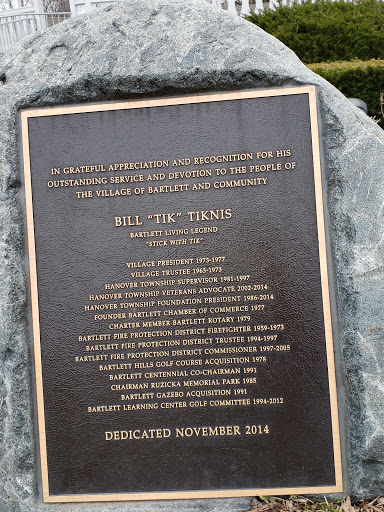 IN GRATEFUL APPRECIATION AND RECOGNITION FOR HIS
OUTSTANDING SERVICE AND DEVOTION TO THE PEOPLE OF
THE VILLAGE OF BARTLETT AND COMMUNITY
BILL "TIK" TIKNIS
BARTLETT LIVING LEGEND
"STICK WITH TIK"
VILLAGE PRESIDENT 1973-1977
VILLAGE TRUSTEE 1963-1973
HANOVER TOWNSHIP SUPERVISOR 1981-1997
HANOVER TOWNSHIP VETERANS ADVOCATE 2002-2014
HANOVER TOWNSHIP FOUNDATION PRESIDENT 1986-2014
FOUNDER BARTLETT CHAMBER OF COMMERCE 1977
CHARTER MEMBER BARTLETT ROTARY 1979
BARTLETT FIRE PROTECTION DISTRICT FIREFIGHTER 1959-1973
BARTLETT FIRE PROTECTION DISTRICT TRUSTEE 1994-1997
BARTLETT FIRE PROTECTION DISTRICT COMMISSIONER 1997-2005
BARTLETT HILLS GOLF COURSE ACQUISITION 1978
BARTLETT CENTENNIAL CO-CHAIRMAN 1991
CHAIRMAN RUZICKA MEMORIAL PARK 1985
BARTLETT GAZEBO ACQUISITION 1991
BARTLETT LEARNING CENTER GOLF COMMITTEE 1994-2012
DEDICATED NOVEMBER 2014